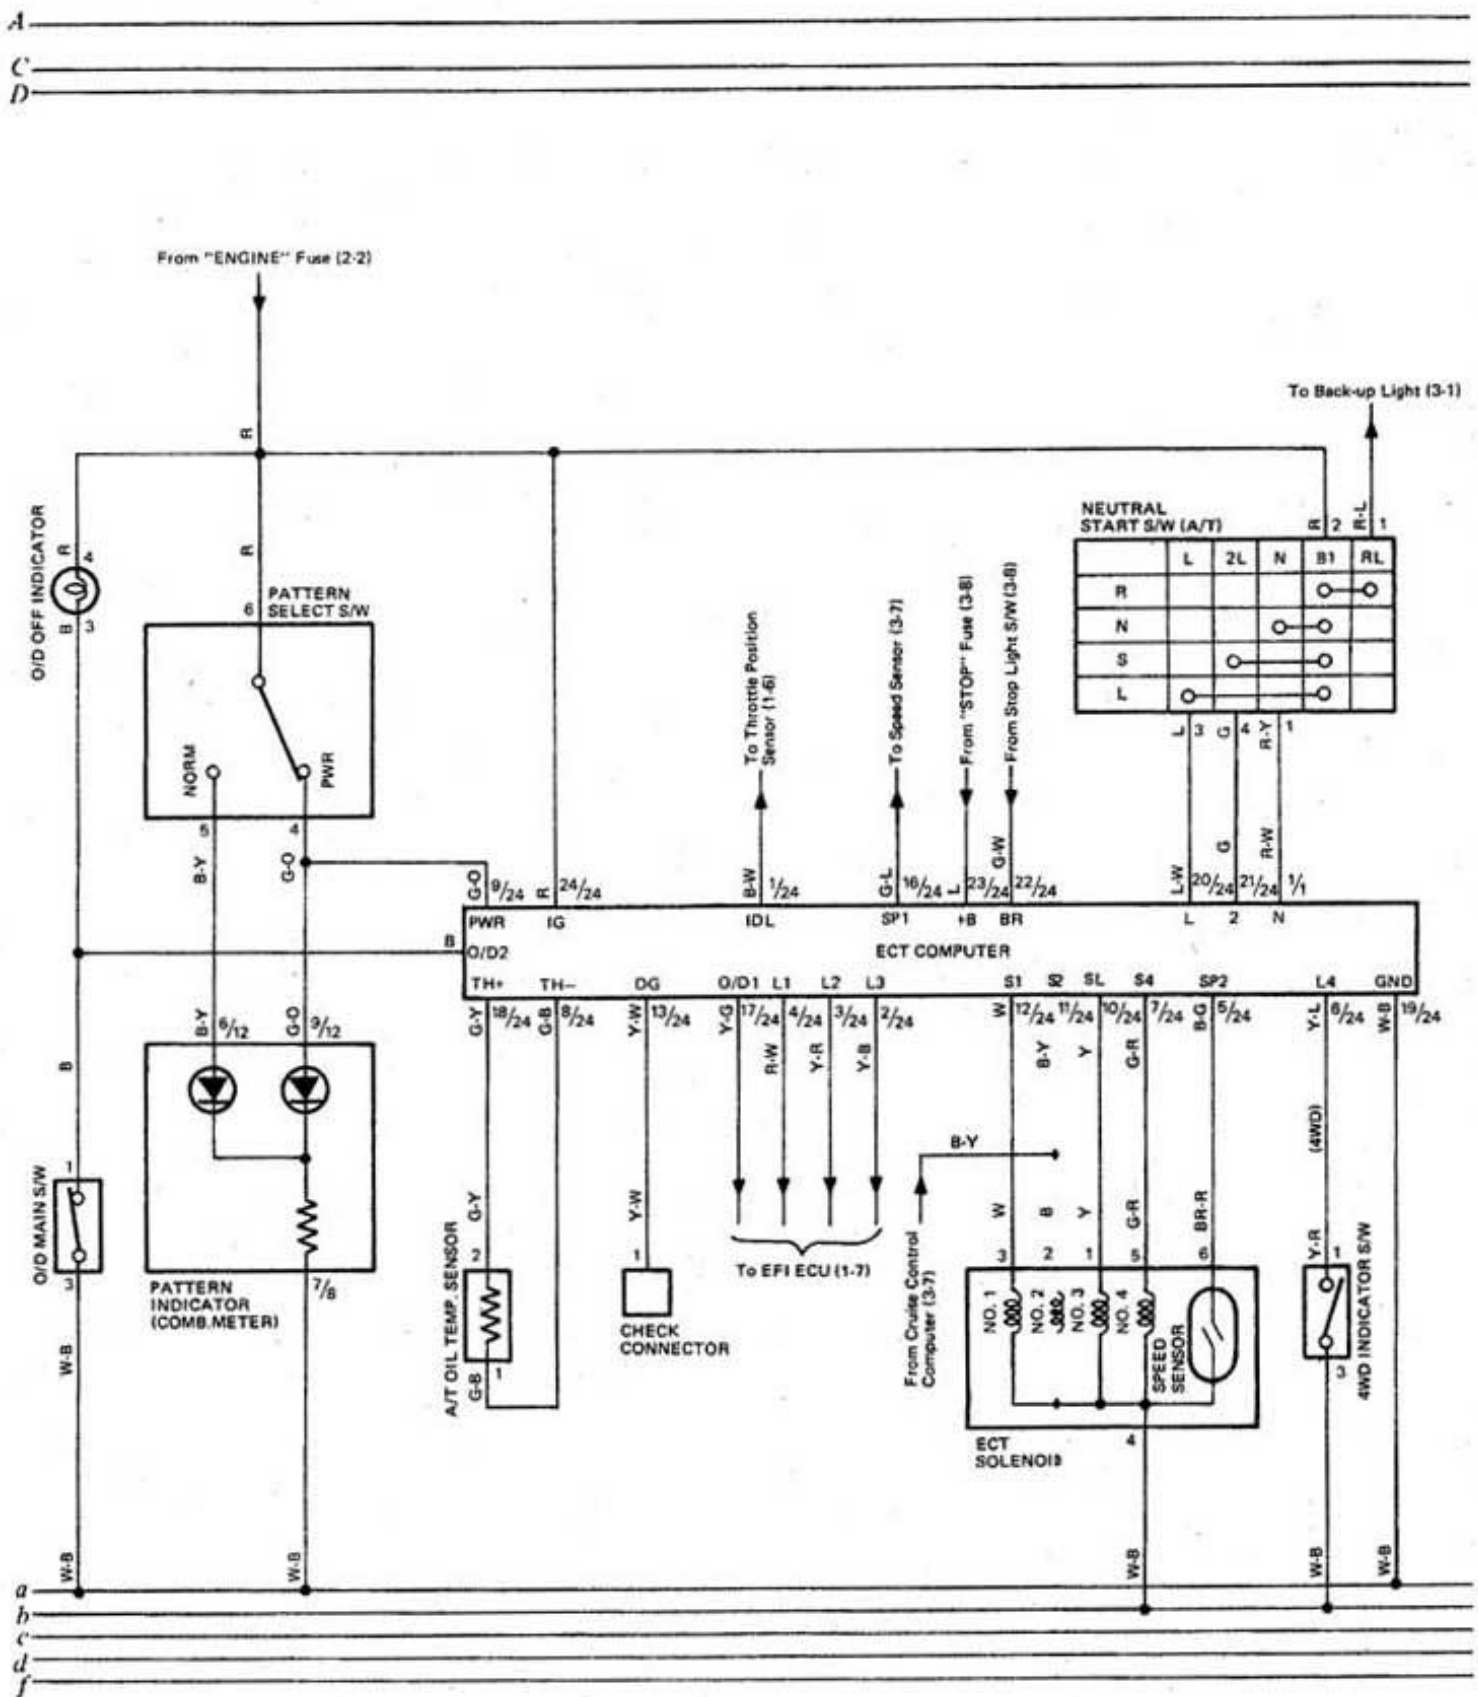 A
C
D
From "ENGINE" Fuse (2-2)
To Back-up Light (3-1)
R
R
R
4
O/D OFF INDICATOR
B
3
6
PATTERN
SELECT S/W
NORM
PWR
5
4
B-Y
G-O
NEUTRAL
START S/W (A/T)
R
2
R-L
1
L
2L
N
B1
RL
R
N
S
L
L
3
G
4
R-Y
1
G
R-W
To Throttle Position
Sensor (1-6)
To Speed Sensor (3-7)
From "STOP" Fuse (3-8)
From Stop Light S/W (3-8)
G-O
9/24
R
24/24
B-W
1/24
G-L
16/24
L
23/24
G-W
22/24
L-W
20/24
21/24
1/1
PWR
IG
IDL
SP1
+B
BR
L
2
N
B
O/D2
ECT COMPUTER
TH+
TH−
DG
O/D1
L1
L2
L3
S1
S2
SL
S4
SP2
L4
GND
G-Y
18/24
G-B
8/24
Y-W
13/24
Y-G
17/24
4/24
3/24
2/24
W
12/24
11/24
10/24
7/24
B-G
5/24
Y-L
6/24
W-B
19/24
R-W
Y-R
Y-B
B-Y
Y
G-R
B-Y
6/12
G-O
9/12
B
(4WD)
B-Y
O/D MAIN S/W
1
3
PATTERN
INDICATOR
(COMB.METER)
7/8
A/T OIL TEMP. SENSOR
G-Y
2
G-B
1
Y-W
1
CHECK
CONNECTOR
To EFI ECU (1-7)
From Cruise Control
Computer (3-7)
W
B
Y
G-R
BR-R
3
2
1
5
6
NO. 1
NO. 2
NO. 3
NO. 4
SPEED
SENSOR
4
ECT
SOLENOID
Y-R
1
3
4WD INDICATOR S/W
W-B
W-B
W-B
W-B
W-B
W-B
a
b
c
d
f